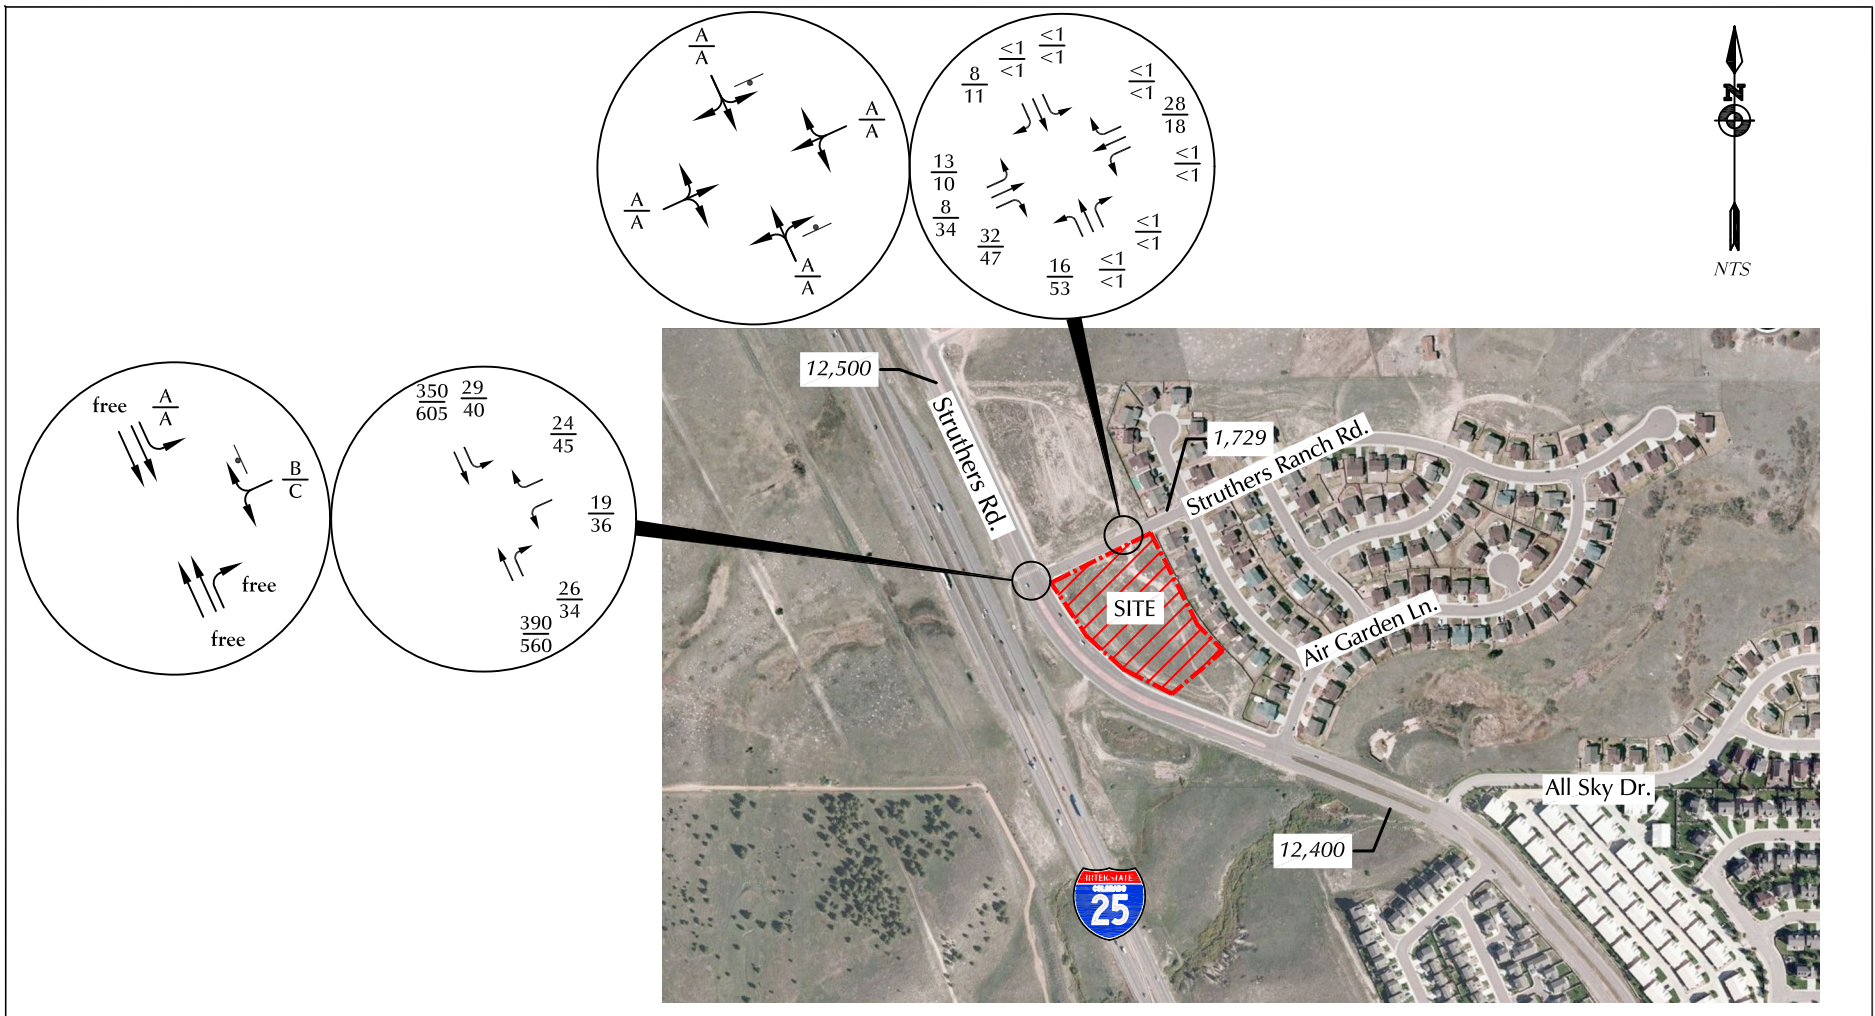 A
A
A
A
A
A
A
A
<1
<1
<1
<1
8
11
<1
<1
28
18
<1
<1
13
10
8
34
32
47
16
53
<1
<1
<1
<1
N
NTS
free
A
A
B
C
free
free
350
605
29
40
24
45
19
36
26
34
390
560
12,500
Struthers Rd.
1,729
Struthers Ranch Rd.
SITE
Air Garden Ln.
All Sky Dr.
12,400
INTERSTATE
COLORADO
25